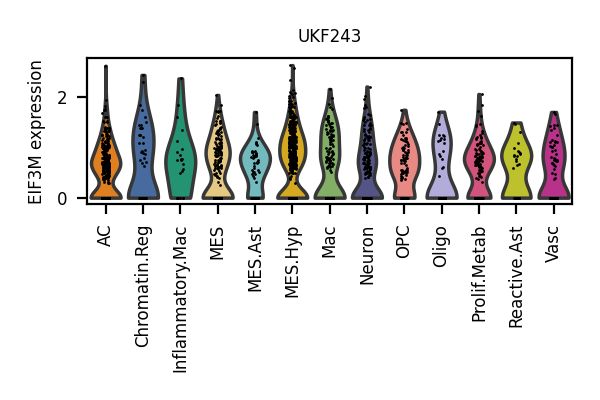 UKF243
EIF3M expression
2
0
AC
Chromatin.Reg
Inflammatory.Mac
MES
MES.Ast
MES.Hyp
Mac
Neuron
OPC
Oligo
Prolif.Metab
Reactive.Ast
Vasc